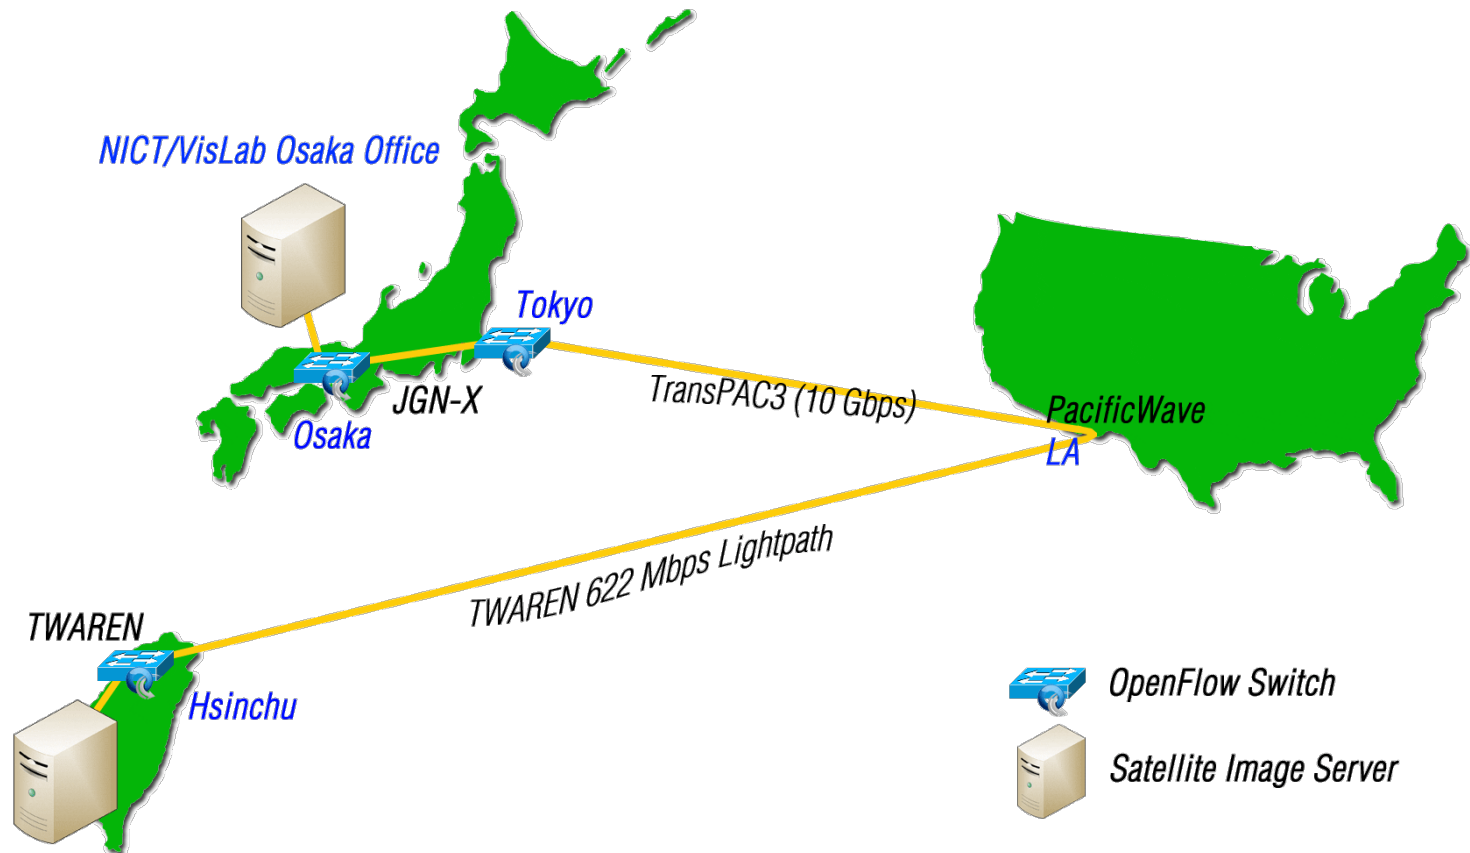 NICT/VisLab Osaka Office
Tokyo
JGN-X
Osaka
TransPAC3 (10 Gbps)
PacificWave
LA
TWAREN 622 Mbps Lightpath
TWAREN
Hsinchu
OpenFlow Switch
Satellite Image Server